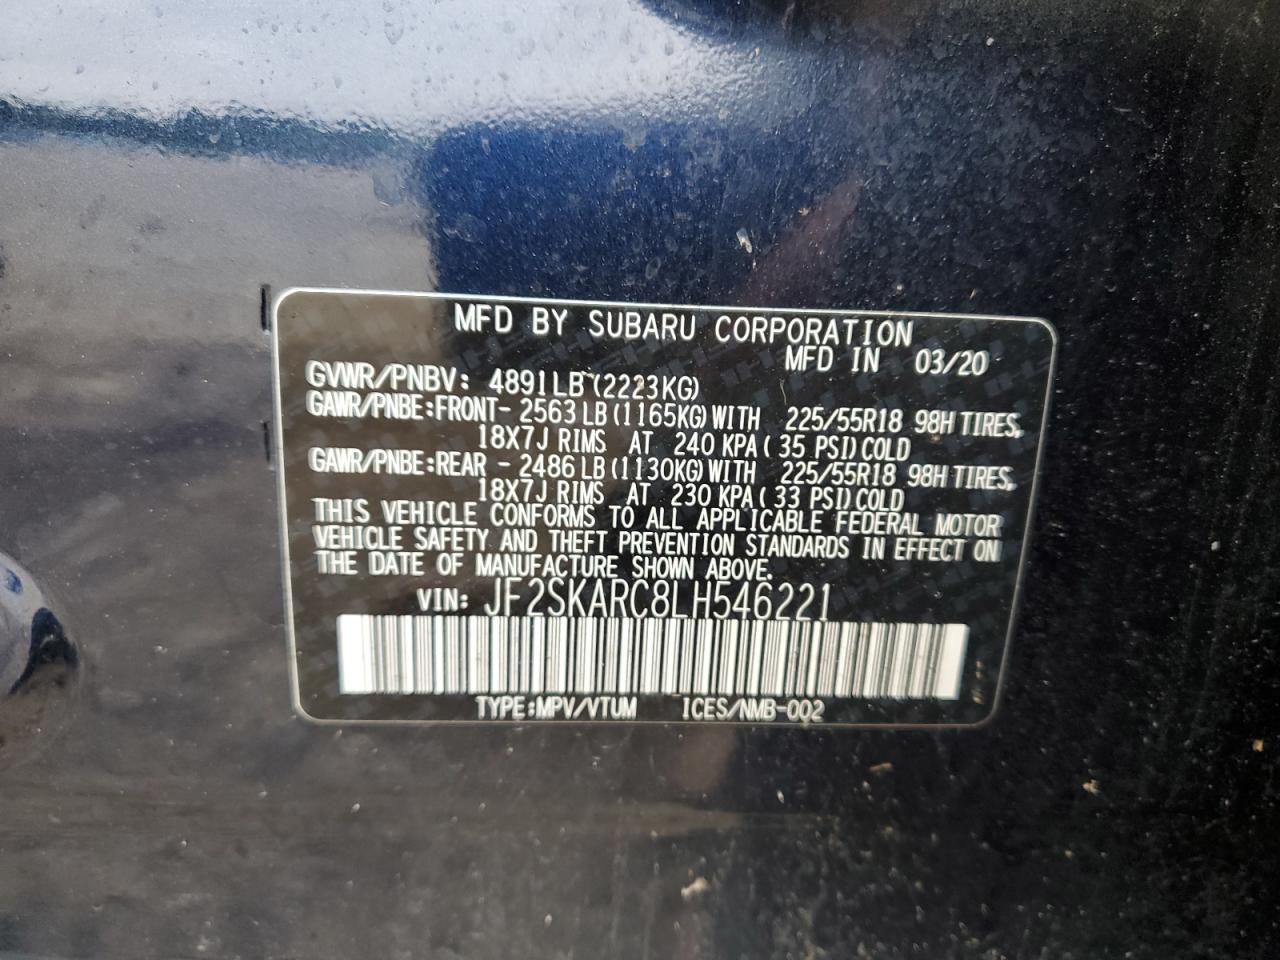 MFD BY SUBARU CORPORATION
MFD IN 03/20
GVWR/PNBV: 4891LB (2223KG)
GAWR/PNBE:FRONT- 2563 LB (1165KG) WITH 225/55R18 98H TIRES,
18X7J RIMS AT 240 KPA ( 35 PSI) COLD
GAWR/PNBE:REAR - 2486 LB (1130KG) WITH 225/55R18 98H TIRES,
18X7J RIMS AT 230 KPA ( 33 PSI) COLD
THIS VEHICLE CONFORMS TO ALL APPLICABLE FEDERAL MOTOR
VEHICLE SAFETY AND THEFT PREVENTION STANDARDS IN EFFECT ON
THE DATE OF MANUFACTURE SHOWN ABOVE.
VIN: JF2SKARC8LH546221
TYPE:MPV/VTUM ICES/NMB-002